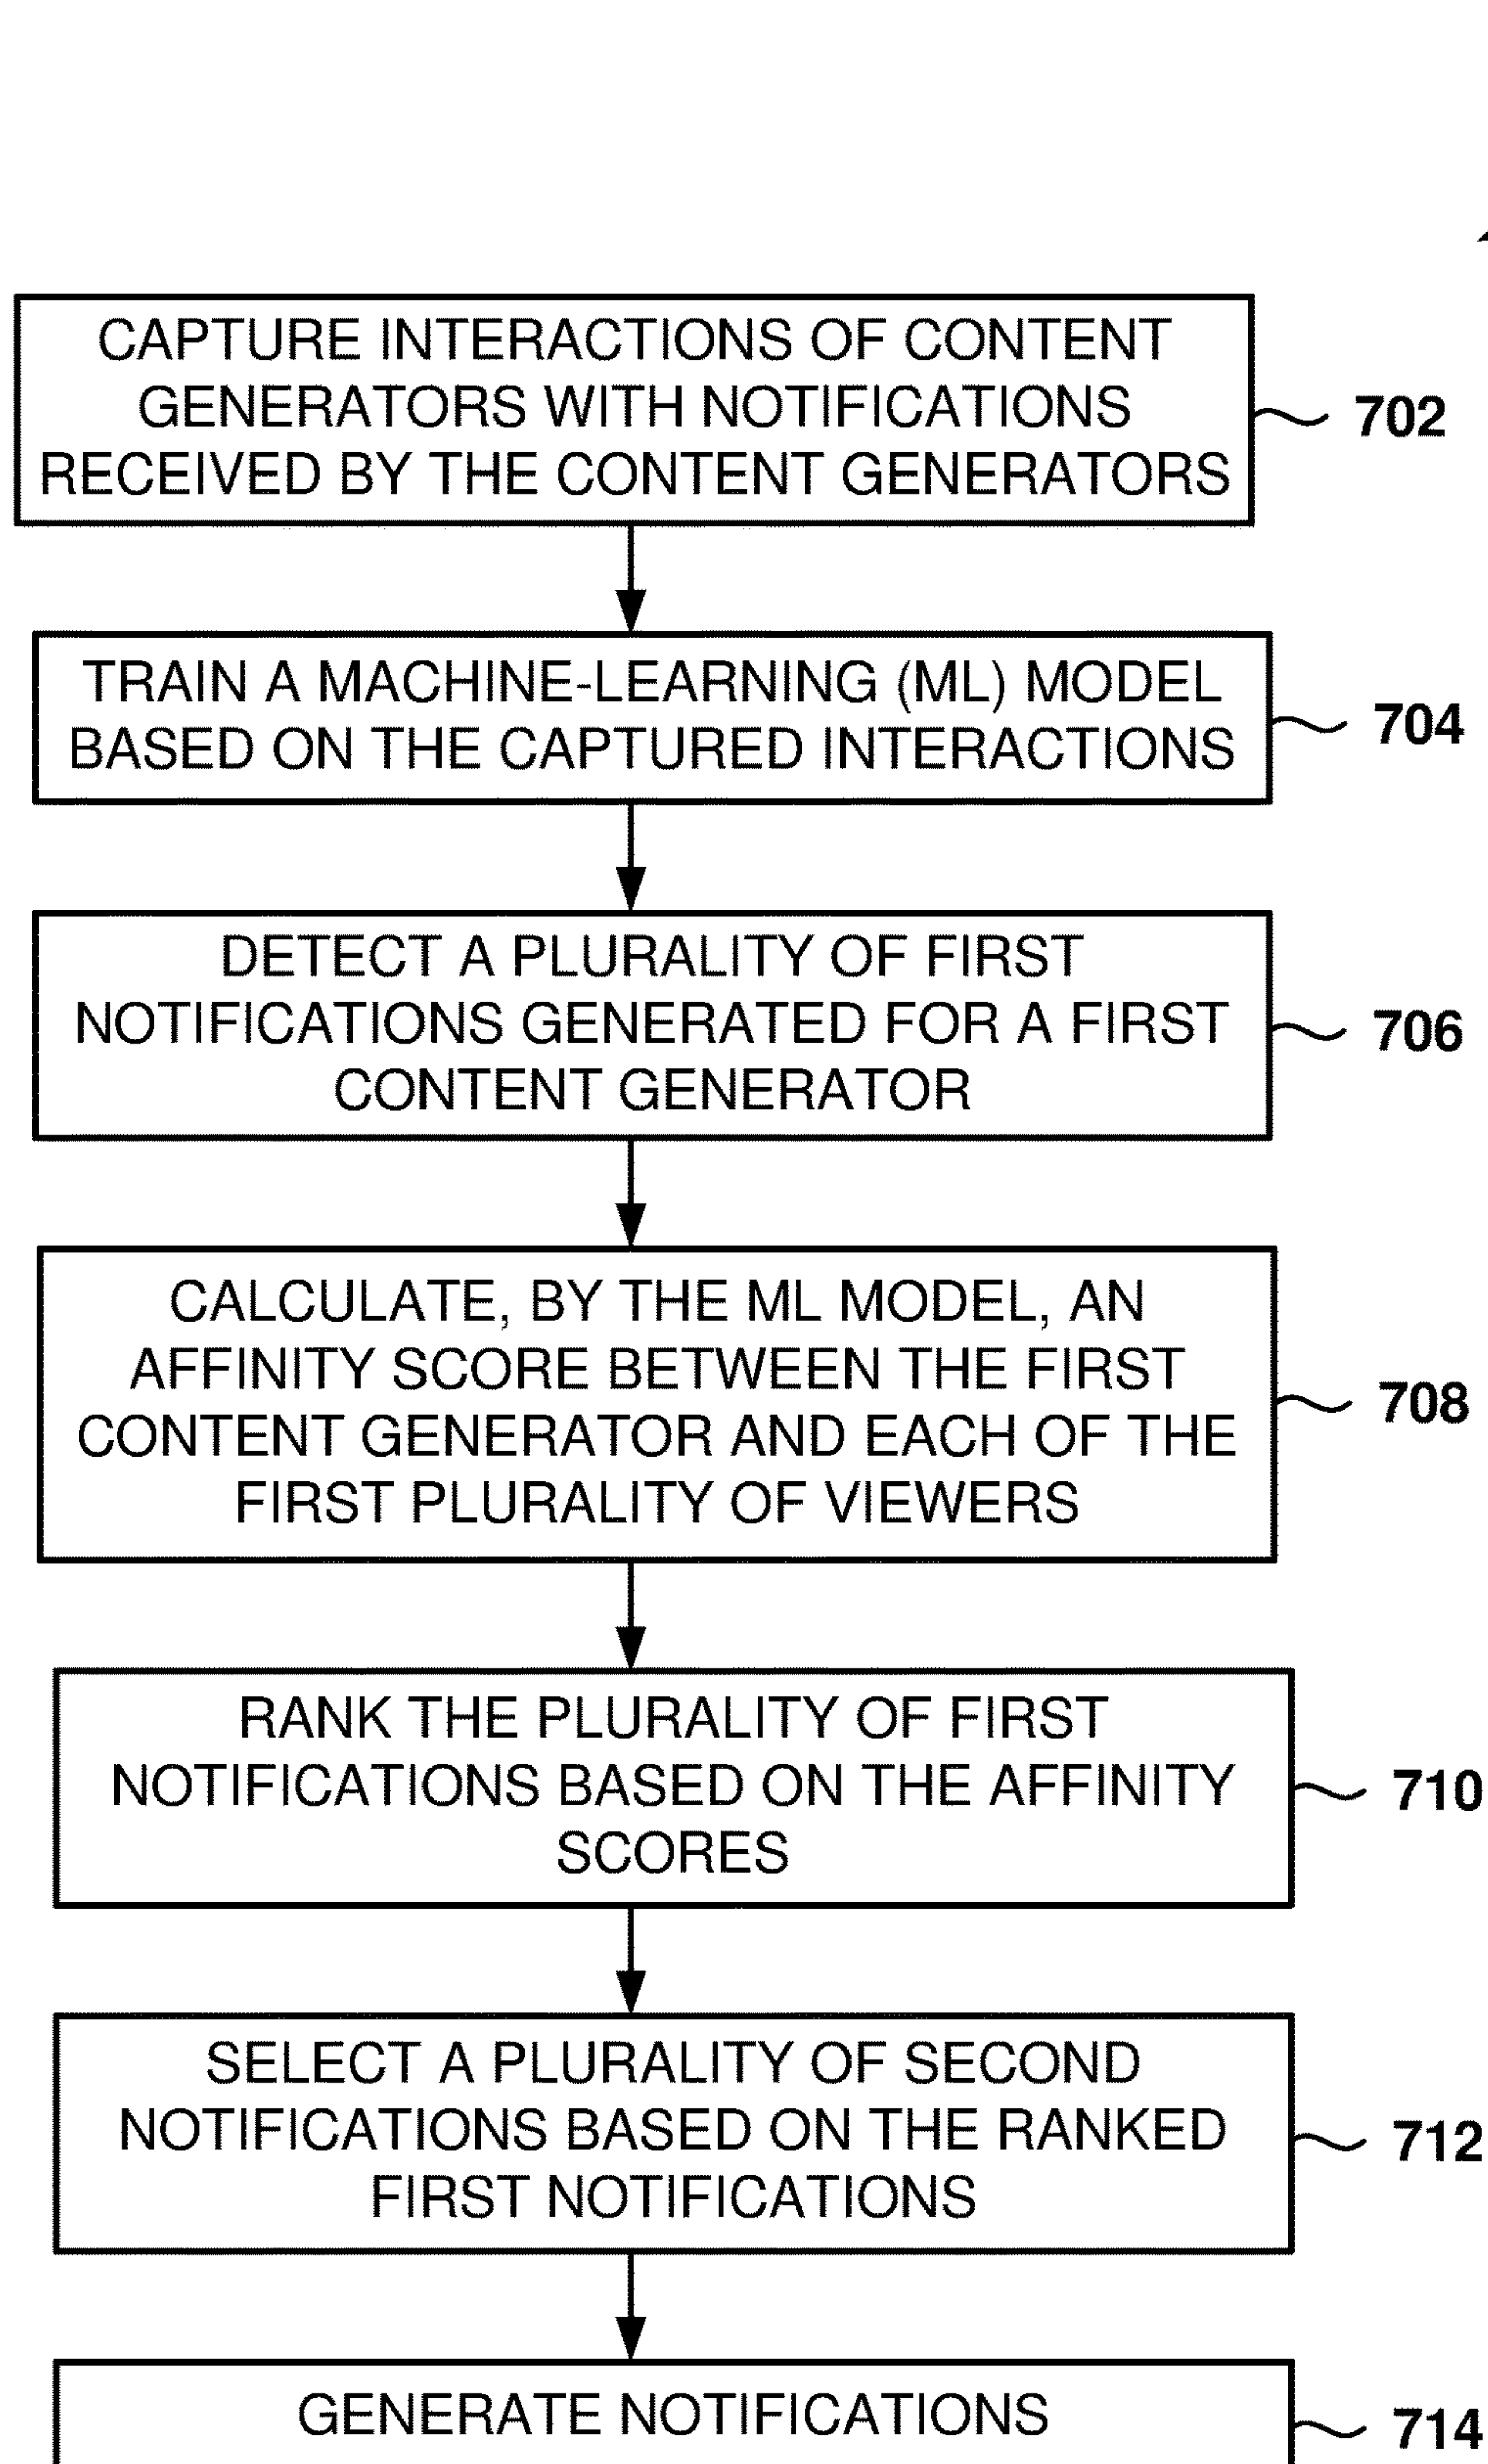 CAPTURE INTERACTIONS OF CONTENT
GENERATORS WITH NOTIFICATIONS
RECEIVED BY THE CONTENT GENERATORS
702
TRAIN A MACHINE-LEARNING (ML) MODEL
BASED ON THE CAPTURED INTERACTIONS
704
DETECT A PLURALITY OF FIRST
NOTIFICATIONS GENERATED FOR A FIRST
CONTENT GENERATOR
706
CALCULATE, BY THE ML MODEL, AN
AFFINITY SCORE BETWEEN THE FIRST
CONTENT GENERATOR AND EACH OF THE
FIRST PLURALITY OF VIEWERS
708
RANK THE PLURALITY OF FIRST
NOTIFICATIONS BASED ON THE AFFINITY
SCORES
710
SELECT A PLURALITY OF SECOND
NOTIFICATIONS BASED ON THE RANKED
FIRST NOTIFICATIONS
712
GENERATE NOTIFICATIONS
714